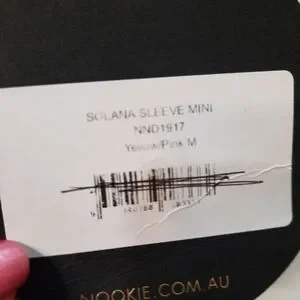 SOLANA SLEEVE MINI
NND1917
Yellow/Pink M
NOOKIE.COM.AU